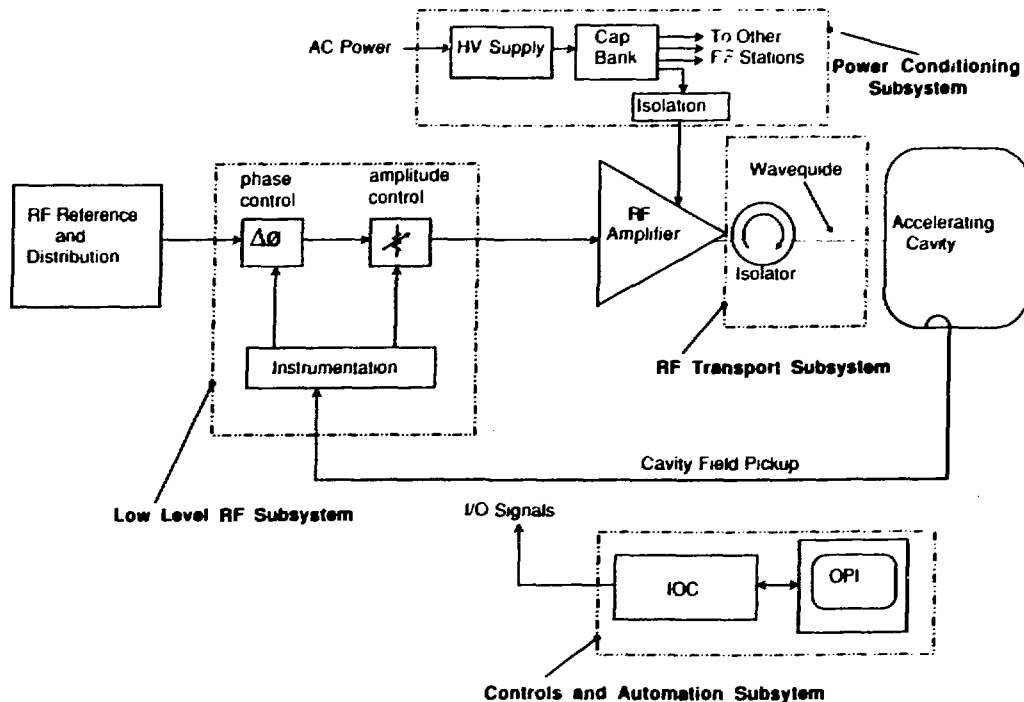 AC Power
HV Supply
Cap
Bank
To Other
FF Stations
Isolation
Power Conditioning
Subsystem
RF Reference
and
Distribution
phase
control
amplitude
control
ΔØ
Instrumentation
RF
Amplifier
Isolator
Waveguide
Accelerating
Cavity
RF Transport Subsystem
Cavity Field Pickup
Low Level RF Subsystem
I/O Signals
IOC
OPI
Controls and Automation Subsytem